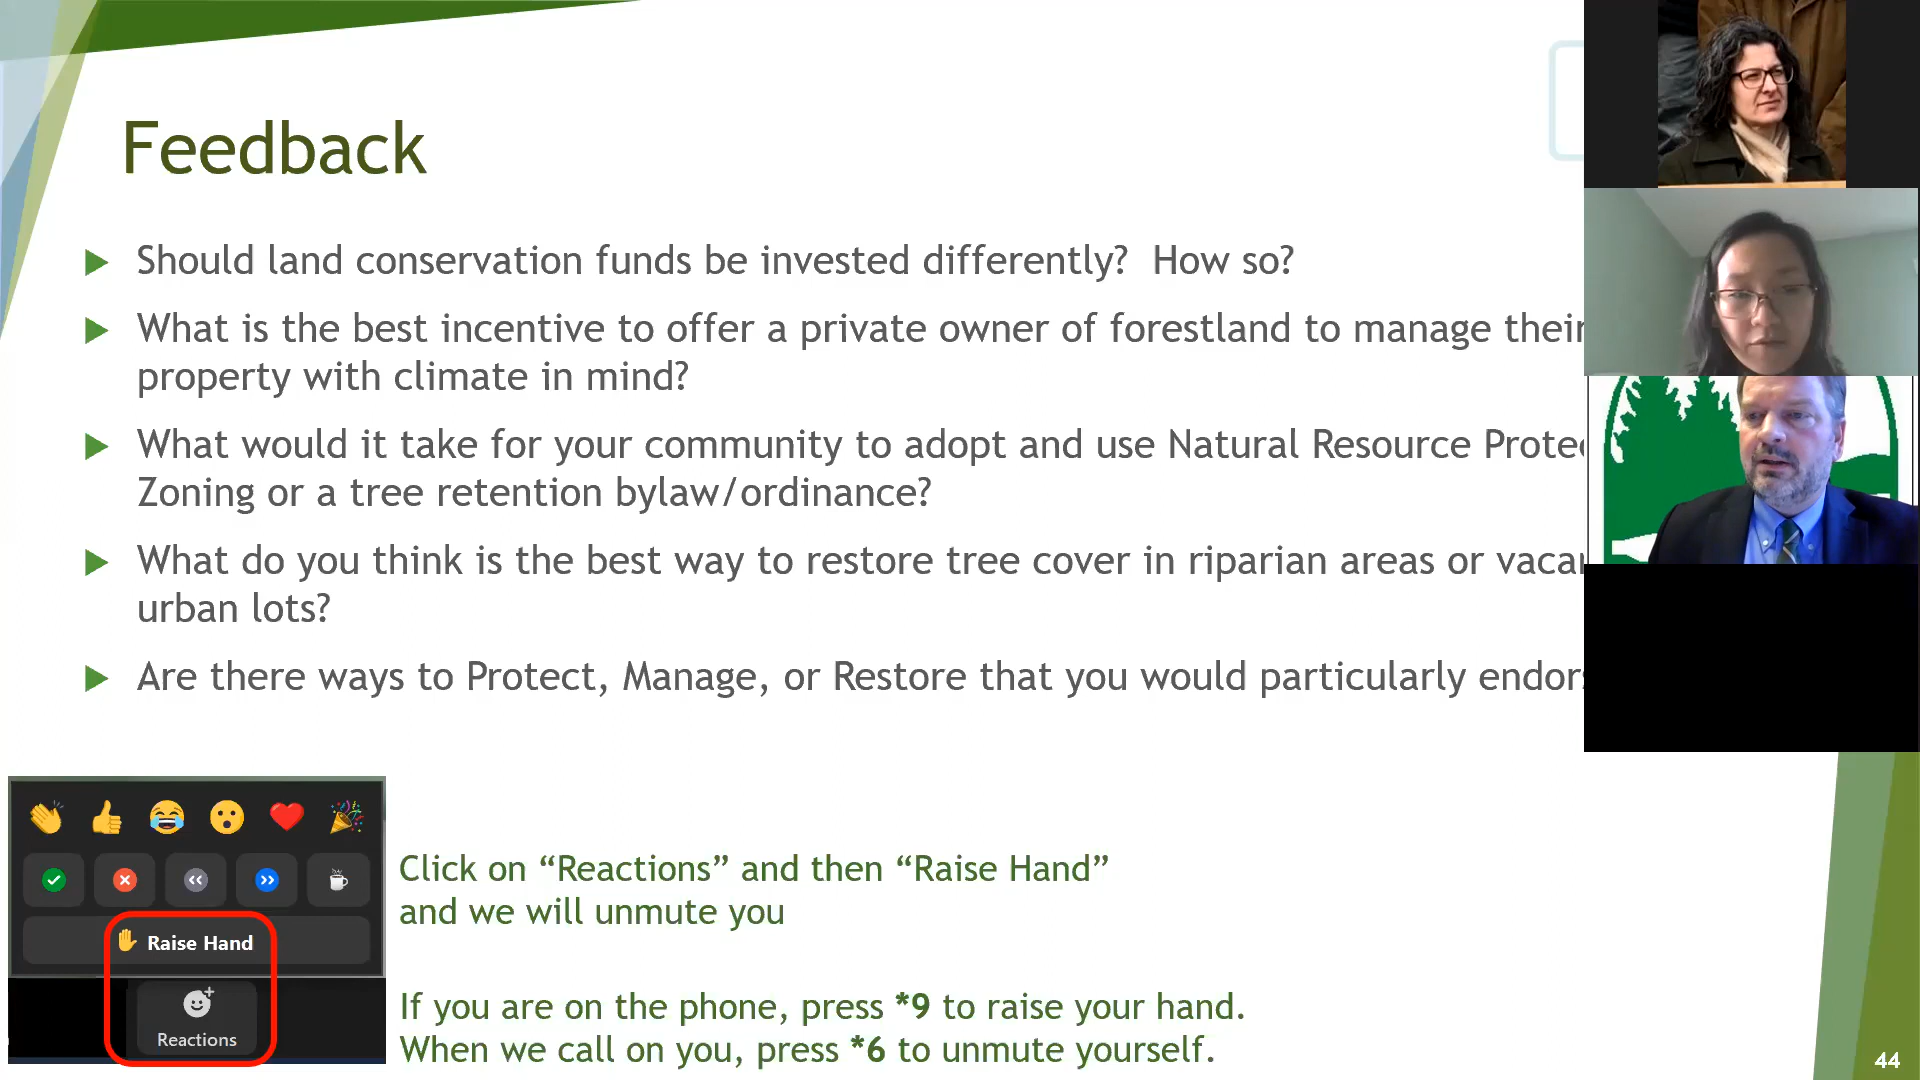 Feedback
Should land conservation funds be invested differently? How so?
What is the best incentive to offer a private owner of forestland to manage their
property with climate in mind?
What would it take for your community to adopt and use Natural Resource
Zoning or a tree retention bylaw/ordinance?
What do you think is the best way to restore tree cover in riparian areas or
urban lots?
Are there ways to Protect, Manage, or Restore that you would particularly
Raise Hand
Reactions
Click on “Reactions” and then “Raise Hand”
and we will unmute you
If you are on the phone, press *9 to raise your hand.
When we call on you, press *6 to unmute yourself.
44